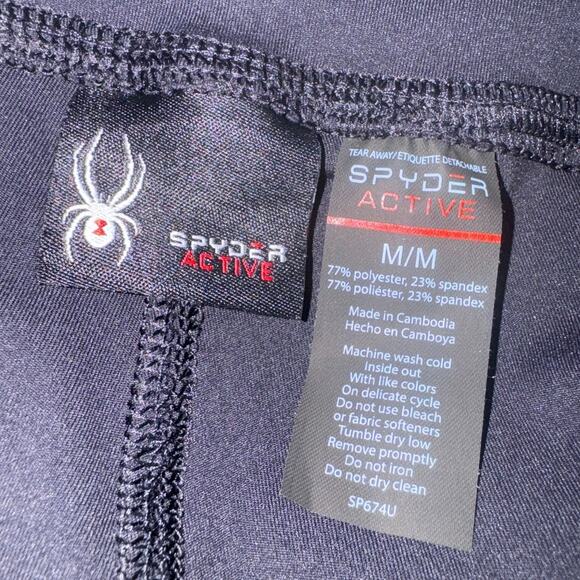 SPYDER
ACTIVE
TEAR AWAY/ETIQUETTE DETACHABLE
SPYDER
ACTIVE
M/M
77% polyester, 23% spandex
77% poliéster, 23% spandex
Made in Cambodia
Hecho en Camboya
Machine wash cold
inside out
With like colors
On delicate cycle
Do not use bleach
or fabric softeners
Tumble dry low
Remove promptly
Do not iron
Do not dry clean
SP674U